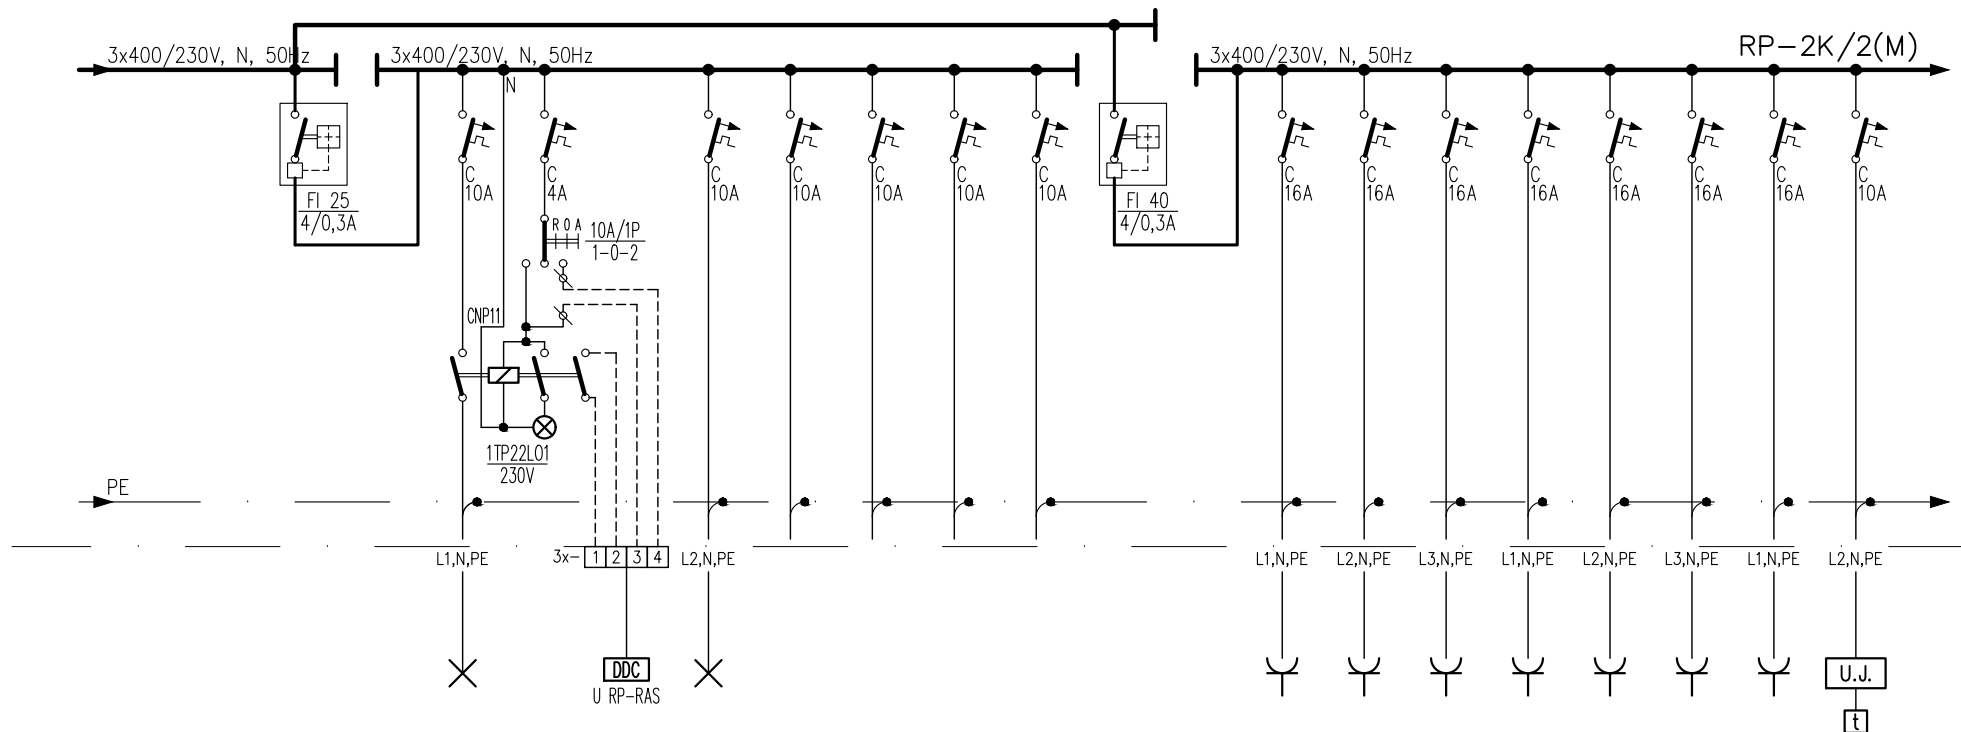 3x400/230V, N, 50Hz
3x400/230V, N, 50Hz
3x400/230V, N, 50Hz
RP-2K/2(M)
N
FI 25
4/0,3A
C
10A
C
4A
C
10A
C
10A
C
10A
C
10A
C
10A
FI 40
4/0,3A
C
16A
C
16A
C
16A
C
16A
C
16A
C
16A
C
16A
C
10A
R 0 A
10A/1P
1-0-2
CNP11
1TP22LO1
230V
PE
L1,N,PE
3x-
1 2 3 4
L2,N,PE
L1,N,PE
L2,N,PE
L3,N,PE
L1,N,PE
L2,N,PE
L3,N,PE
L1,N,PE
L2,N,PE
DDC
U RP-RAS
U.J.
t